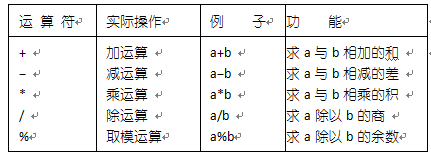 运 算 符 实际操作 例 子 功 能
+ 加运算 a+b 求 a 与 b 相加的和
− 减运算 a−b 求 a 与 b 相减的差
* 乘运算 a*b 求 a 与 b 相乘的积
/ 除运算 a/b 求 a 除以 b 的商
% 取模运算 a%b 求 a 除以 b 的余数